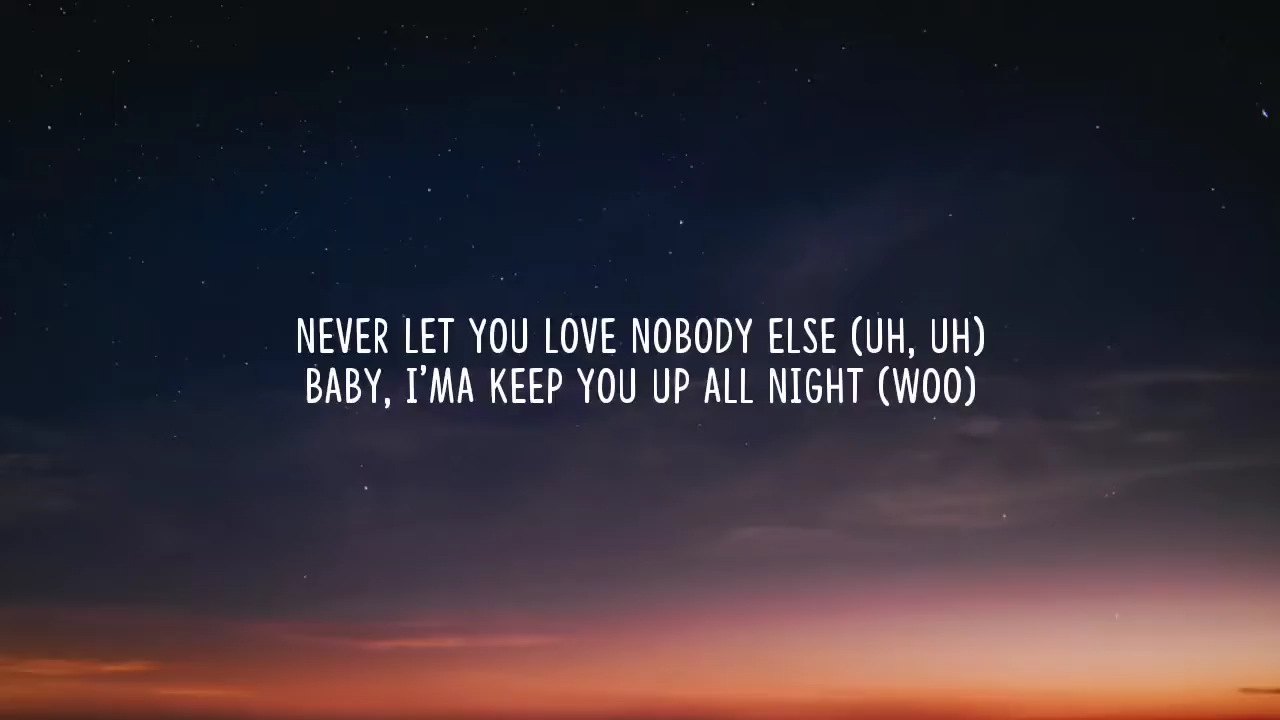 NEVER LET YOU LOVE NOBODY ELSE (UH, UH)
BABY, I'MA KEEP YOU UP ALL NIGHT (WOO)